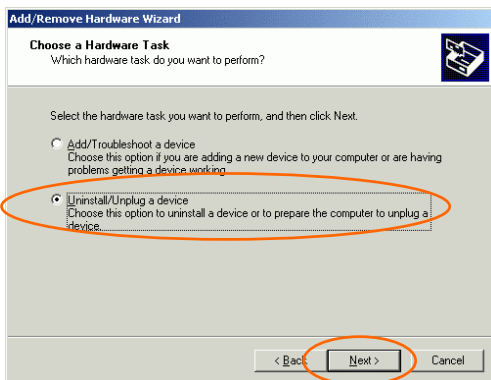 Add/Remove Hardware Wizard
Choose a Hardware Task
Which hardware task do you want to perform?
Select the hardware task you want to perform, and then click Next.
Add/Troubleshoot a device
Choose this option if you are adding a new device to your computer or are having
problems getting a device working.
Uninstall/Unplug a device
Choose this option to uninstall a device or to prepare the computer to unplug a
device.
< Back Next > Cancel